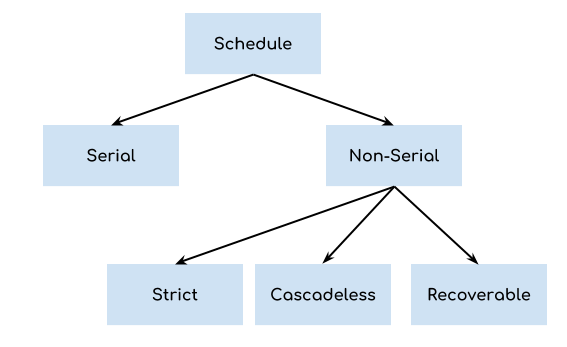 Schedule
Serial
Non-Serial
Strict
Cascadeless
Recoverable